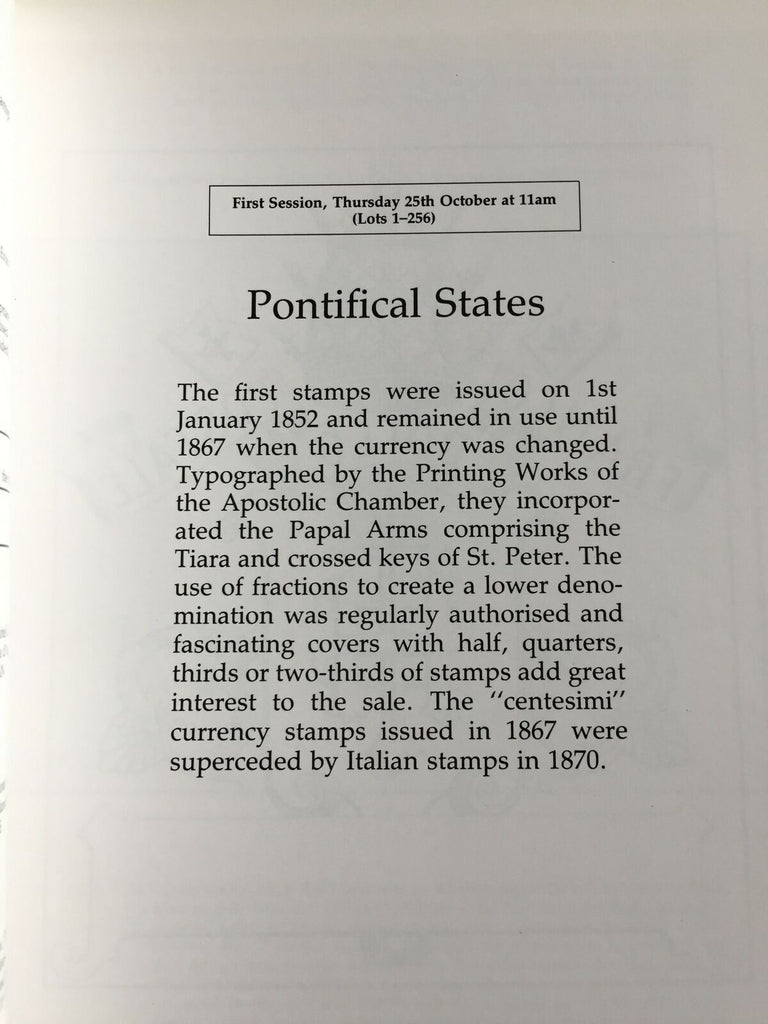 First Session, Thursday 25th October at 11am
(Lots 1–256)
Pontifical States
The first stamps were issued on 1st
January 1852 and remained in use until
1867 when the currency was changed.
Typographed by the Printing Works of
the Apostolic Chamber, they incorpor-
ated the Papal Arms comprising the
Tiara and crossed keys of St. Peter. The
use of fractions to create a lower deno-
mination was regularly authorised and
fascinating covers with half, quarters,
thirds or two-thirds of stamps add great
interest to the sale. The “centesimi”
currency stamps issued in 1867 were
superceded by Italian stamps in 1870.